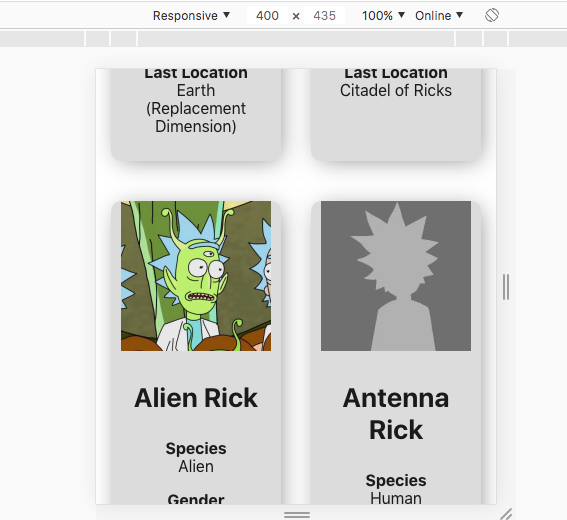 Responsive ▼ 400 × 435 100% ▼ Online ▼
Last Location
Earth
(Replacement
Dimension)
Last Location
Citadel of Ricks
Alien Rick
Species
Alien
Gender
Antenna
Rick
Species
Human